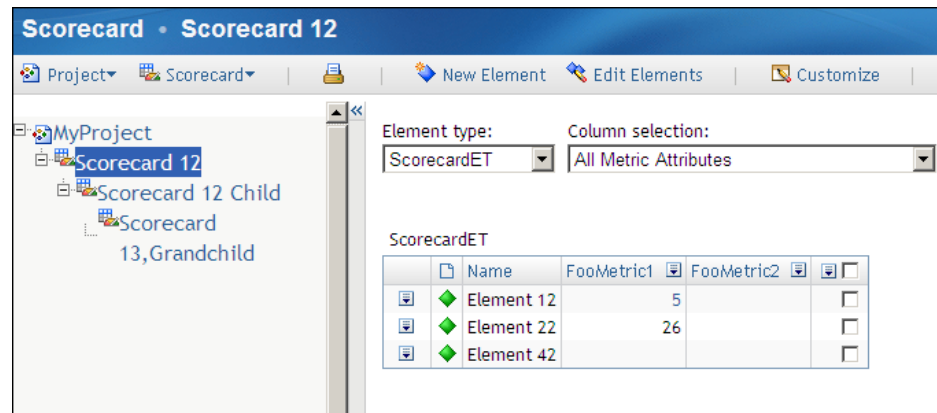 Scorecard • Scorecard 12
Project Scorecard New Element Edit Elements Customize
MyProject
Scorecard 12
Scorecard 12 Child
Scorecard
13,Grandchild
Element type: Column selection:
ScorecardET All Metric Attributes
ScorecardET
Name FooMetric1 FooMetric2
Element 12 5
Element 22 26
Element 42